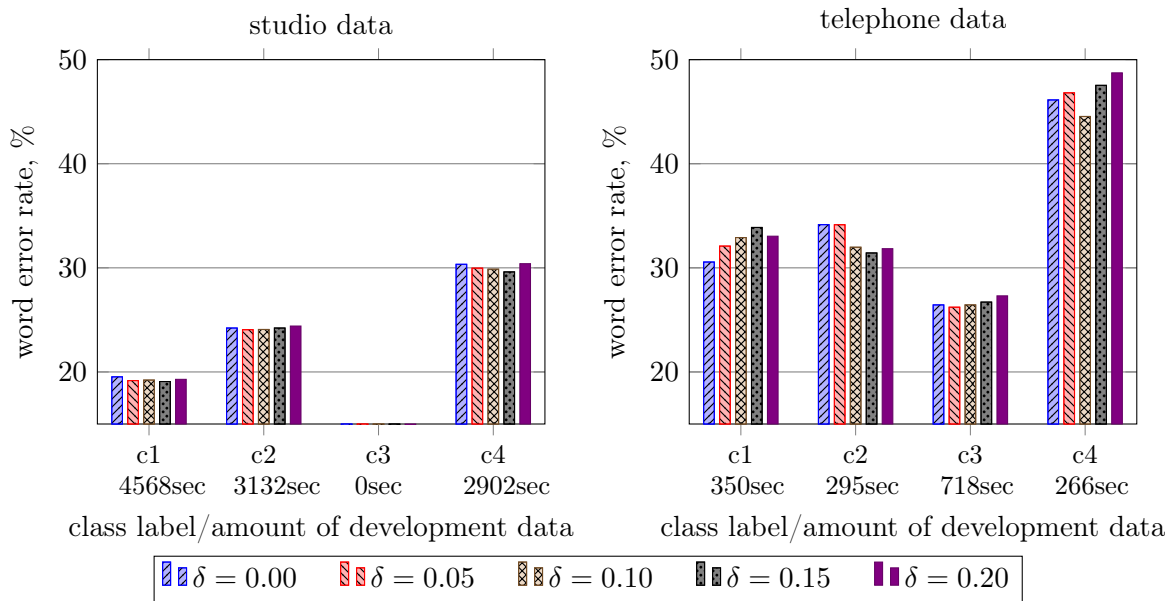 studio data
50
40
30
20
word error rate, %
c1 c2 c3 c4
4568sec 3132sec 0sec 2902sec
class label/amount of development data
telephone data
50
40
30
20
word error rate, %
c1 c2 c3 c4
350sec 295sec 718sec 266sec
class label/amount of development data
δ = 0.00 δ = 0.05 δ = 0.10 δ = 0.15 δ = 0.20